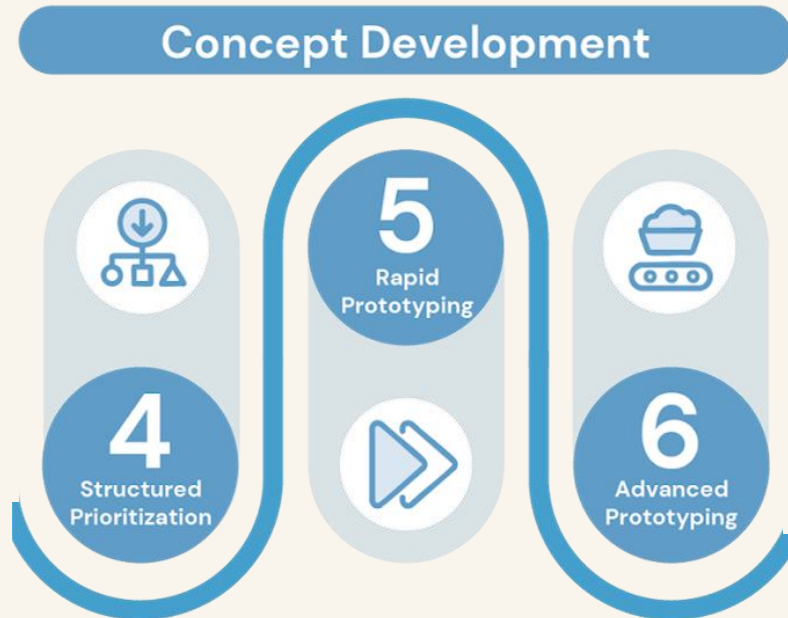 Concept Development
4
Structured
Prioritization
5
Rapid
Prototyping
6
Advanced
Prototyping